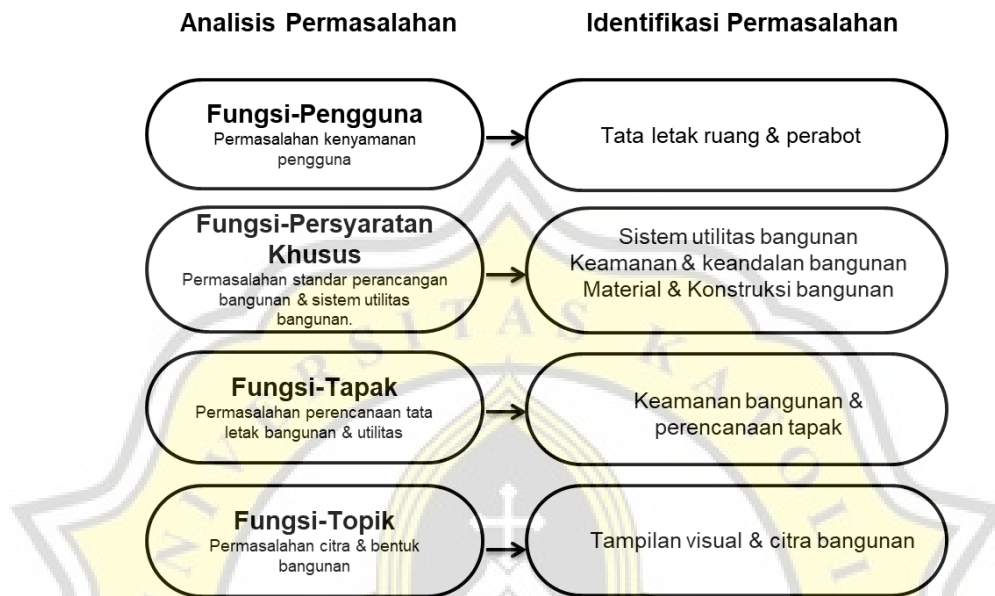 Analisis Permasalahan
Identifikasi Permasalahan
Fungsi-Pengguna
Permasalahan kenyamanan
pengguna
Tata letak ruang & perabot
Fungsi-Persyaratan
Khusus
Permasalahan standar perancangan
bangunan & sistem utilitas
bangunan.
Sistem utilitas bangunan
Keamanan & keandalan bangunan
Material & Konstruksi bangunan
Fungsi-Tapak
Permasalahan perencanaan tata
letak bangunan & utilitas
Keamanan bangunan &
perencanaan tapak
Fungsi-Topik
Permasalahan citra & bentuk
bangunan
Tampilan visual & citra bangunan
UNIVERSITAS KATOLI